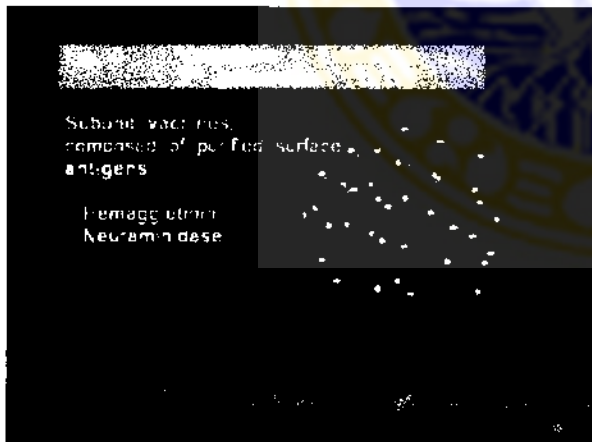 Subunit vaccines,
composed of purified surface
antigens
Hemagglutinin
Neuraminidase